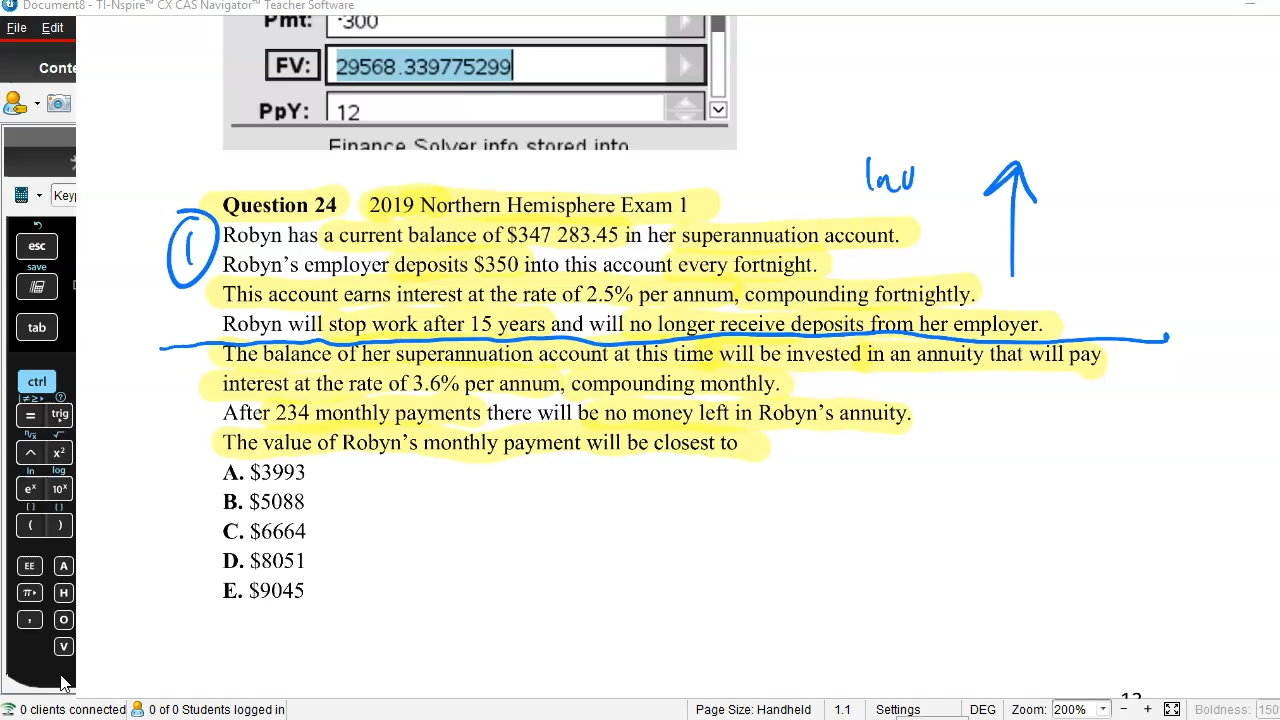 Document8 - TI-Nspire™ CX CAS Navigator™ Teacher Software
File Edit
Conte
Keyp
esc
save
tab
ctrl
= trig
^ x²
ln log
eˣ 10ˣ
( )
EE A
π▸ H
, O
V
Pmt: -300
FV: 29568.339775299
PpY: 12
Finance Solver info stored into
Inv
1
Question 24 2019 Northern Hemisphere Exam 1
Robyn has a current balance of $347 283.45 in her superannuation account.
Robyn's employer deposits $350 into this account every fortnight.
This account earns interest at the rate of 2.5% per annum, compounding fortnightly.
Robyn will stop work after 15 years and will no longer receive deposits from her employer.
The balance of her superannuation account at this time will be invested in an annuity that will pay
interest at the rate of 3.6% per annum, compounding monthly.
After 234 monthly payments there will be no money left in Robyn's annuity.
The value of Robyn's monthly payment will be closest to
A. $3993
B. $5088
C. $6664
D. $8051
E. $9045
0 clients connected 0 of 0 Students logged in Page Size: Handheld 1.1 Settings DEG Zoom: 200% − + Boldness: 150